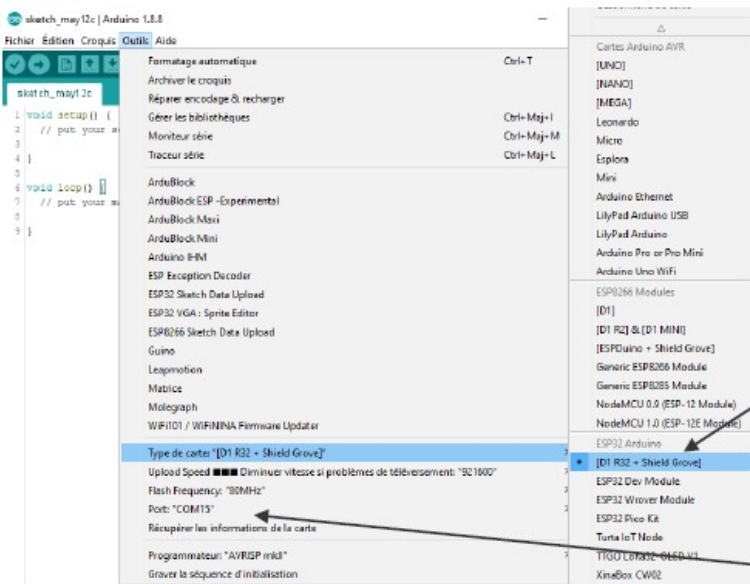 sketch_may12c | Arduino 1.8.8
Fichier Édition Croquis Outils Aide
sketch_may12c
1 void setup() {
2 // put your se
3
4 }
5
6 void loop() {
7 // put your ma
8
9 }
Formatage automatique Ctrl+T
Archiver le croquis
Réparer encodage & recharger
Gérer les bibliothèques Ctrl+Maj+I
Moniteur série Ctrl+Maj+M
Traceur série Ctrl+Maj+L
ArduBlock
ArduBlock ESP -Experimental
ArduBlock Maxi
ArduBlock Mini
Arduino IHM
ESP Exception Decoder
ESP32 Sketch Data Upload
ESP32 VGA : Sprite Editor
ESP8266 Sketch Data Upload
Guino
Leapmotion
Matrice
Molegraph
WiFi101 / WiFiNINA Firmware Updater
Type de carte: "[D1 R32 + Shield Grove]"
Upload Speed ■■■ Diminuer vitesse si problèmes de téléversement: "921600"
Flash Frequency: "80MHz"
Port: "COM15"
Récupérer les informations de la carte
Programmateur: "AVRISP mkII"
Graver la séquence d'initialisation
Cartes Arduino AVR
[UNO]
[NANO]
[MEGA]
Leonardo
Micro
Esplora
Mini
Arduino Ethernet
LilyPad Arduino USB
LilyPad Arduino
Arduino Pro or Pro Mini
Arduino Uno WiFi
ESP8266 Modules
[D1]
[D1 R2] & [D1 MINI]
[ESPDuino + Shield Grove]
Generic ESP8266 Module
Generic ESP8285 Module
NodeMCU 0.9 (ESP-12 Module)
NodeMCU 1.0 (ESP-12E Module)
ESP32 Arduino
[D1 R32 + Shield Grove]
ESP32 Dev Module
ESP32 Wrover Module
ESP32 Pico Kit
Turta IoT Node
TTGO LoRa32-OLED V1
XinaBox CW02